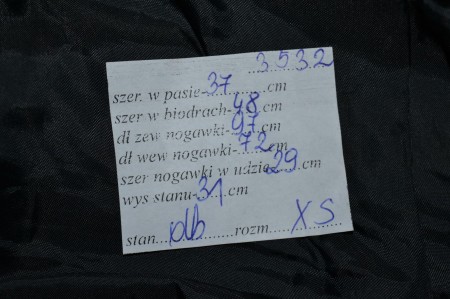 3532
szer. w pasie-37..........cm
szer w biodrach-48...cm
dł zew nogawki-97....cm
dł wew nogawki-72..cm
szer nogawki w udzie 29...cm
wys stanu-31...cm
stan....db..............rozm....XS....